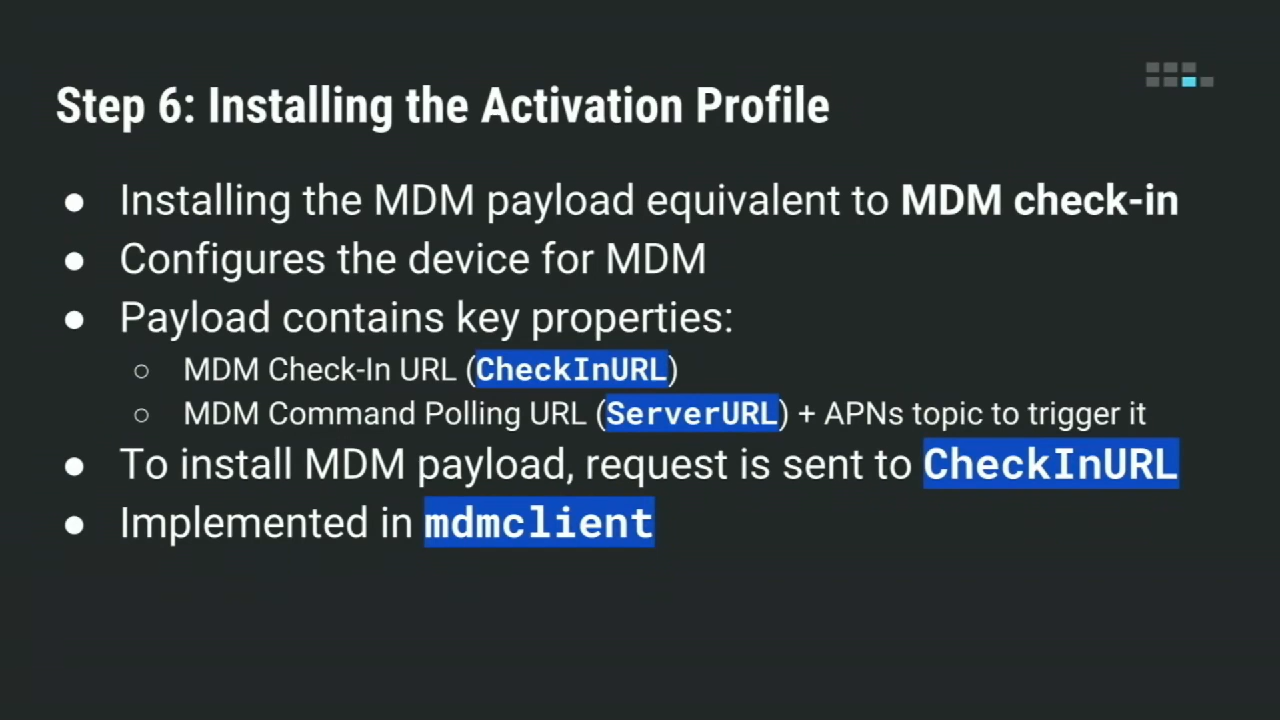 Step 6: Installing the Activation Profile
● Installing the MDM payload equivalent to MDM check-in
● Configures the device for MDM
● Payload contains key properties:
○ MDM Check-In URL (CheckInURL)
○ MDM Command Polling URL (ServerURL) + APNs topic to trigger it
● To install MDM payload, request is sent to CheckInURL
● Implemented in mdmclient